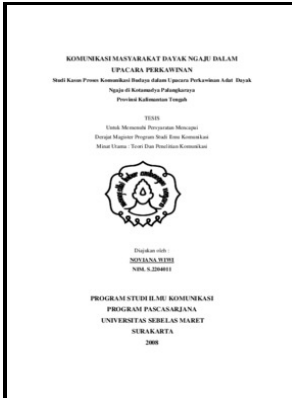 KOMUNIKASI MASYARAKAT DAYAK NGAJU DALAM
UPACARA PERKAWINAN
Studi Kasus Proses Komunikasi Budaya dalam Upacara Perkawinan Adat Dayak
Ngaju di Kotamadya Palangkaraya
Provinsi Kalimantan Tengah
TESIS
Untuk Memenuhi Persyaratan Mencapai
Derajat Magister Program Studi Ilmu Komunikasi
Minat Utama : Teori Dan Penelitian Komunikasi
Diajukan oleh :
NOVIANA WIWI
NIM. S.2204011
PROGRAM STUDI ILMU KOMUNIKASI
PROGRAM PASCASARJANA
UNIVERSITAS SEBELAS MARET
SURAKARTA
2008